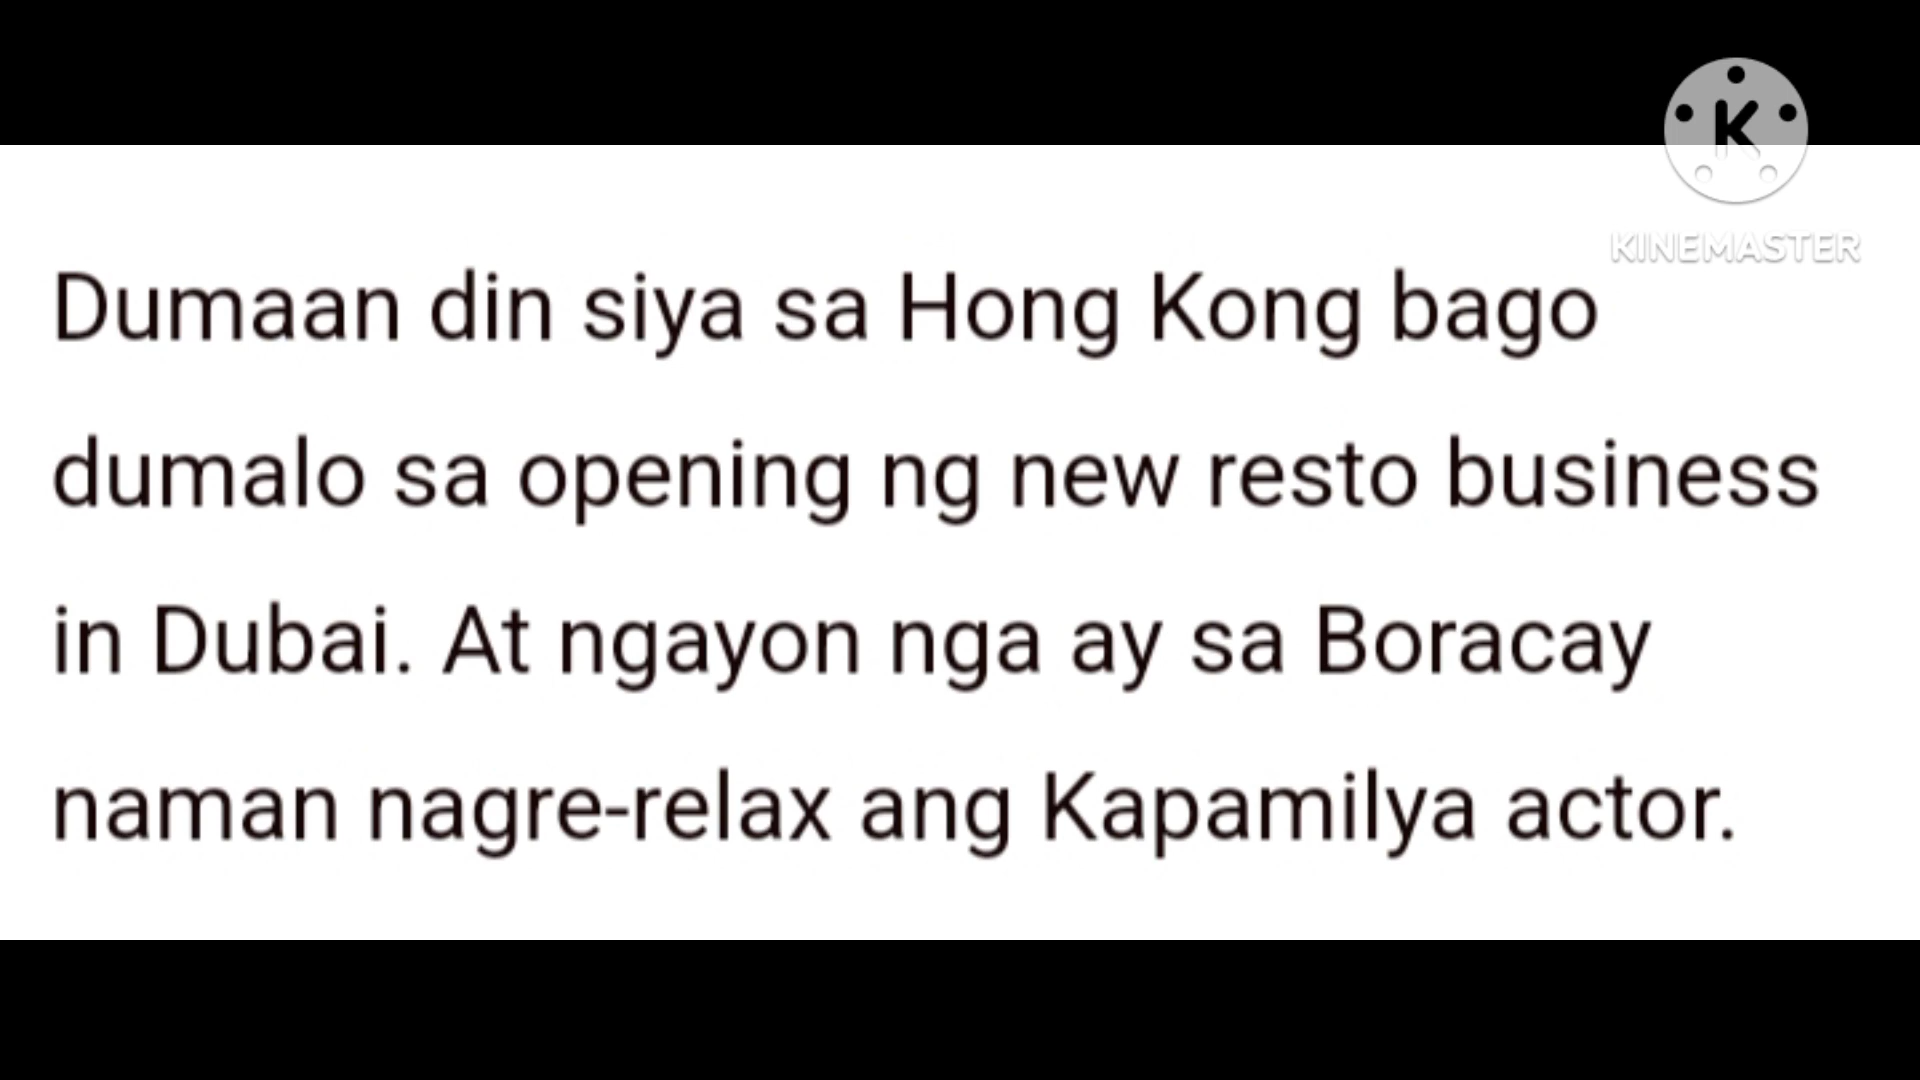 K
KINEMASTER
Dumaan din siya sa Hong Kong bago
dumalo sa opening ng new resto business
in Dubai. At ngayon nga ay sa Boracay
naman nagre-relax ang Kapamilya actor.